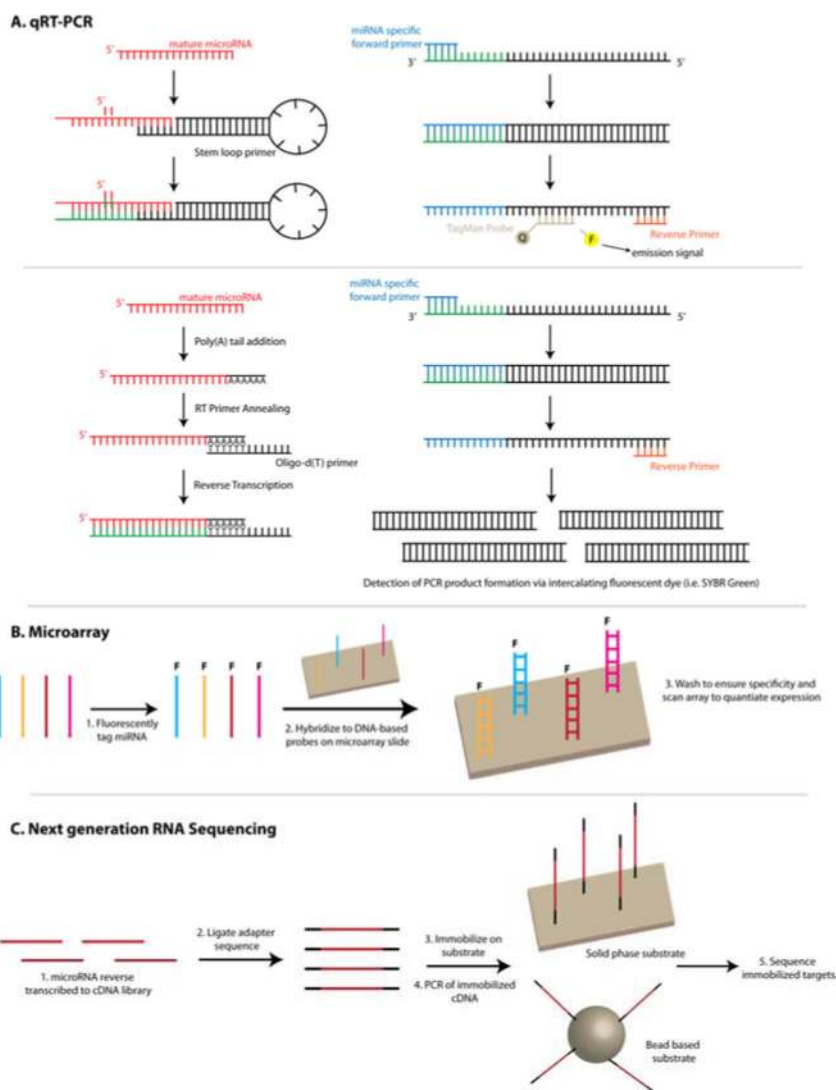 A. qRT-PCR
5'
mature microRNA
5'
Stem loop primer
5'
miRNA specific
forward primer
3'
5'
TaqMan Probe
Q
F
Reverse Primer
emission signal
5'
mature microRNA
Poly(A) tail addition
5'
AAAAAA
RT Primer Annealing
5'
AAAAAA
Oligo-d(T) primer
Reverse Transcription
5'
AAAAAA
miRNA specific
forward primer
3'
5'
Reverse Primer
Detection of PCR product formation via intercalating fluorescent dye (i.e. SYBR Green)
B. Microarray
F F F F
1. Fluorescently
tag miRNA
2. Hybridize to DNA-based
probes on microarray slide
F
F
F
F
3. Wash to ensure specificity and
scan array to quantiate expression
C. Next generation RNA Sequencing
1. microRNA reverse
transcribed to cDNA library
2. Ligate adapter
sequence
3. Immobilize on
substrate
4. PCR of immobilized
cDNA
Solid phase substrate
Bead based
substrate
5. Sequence
immobilized targets